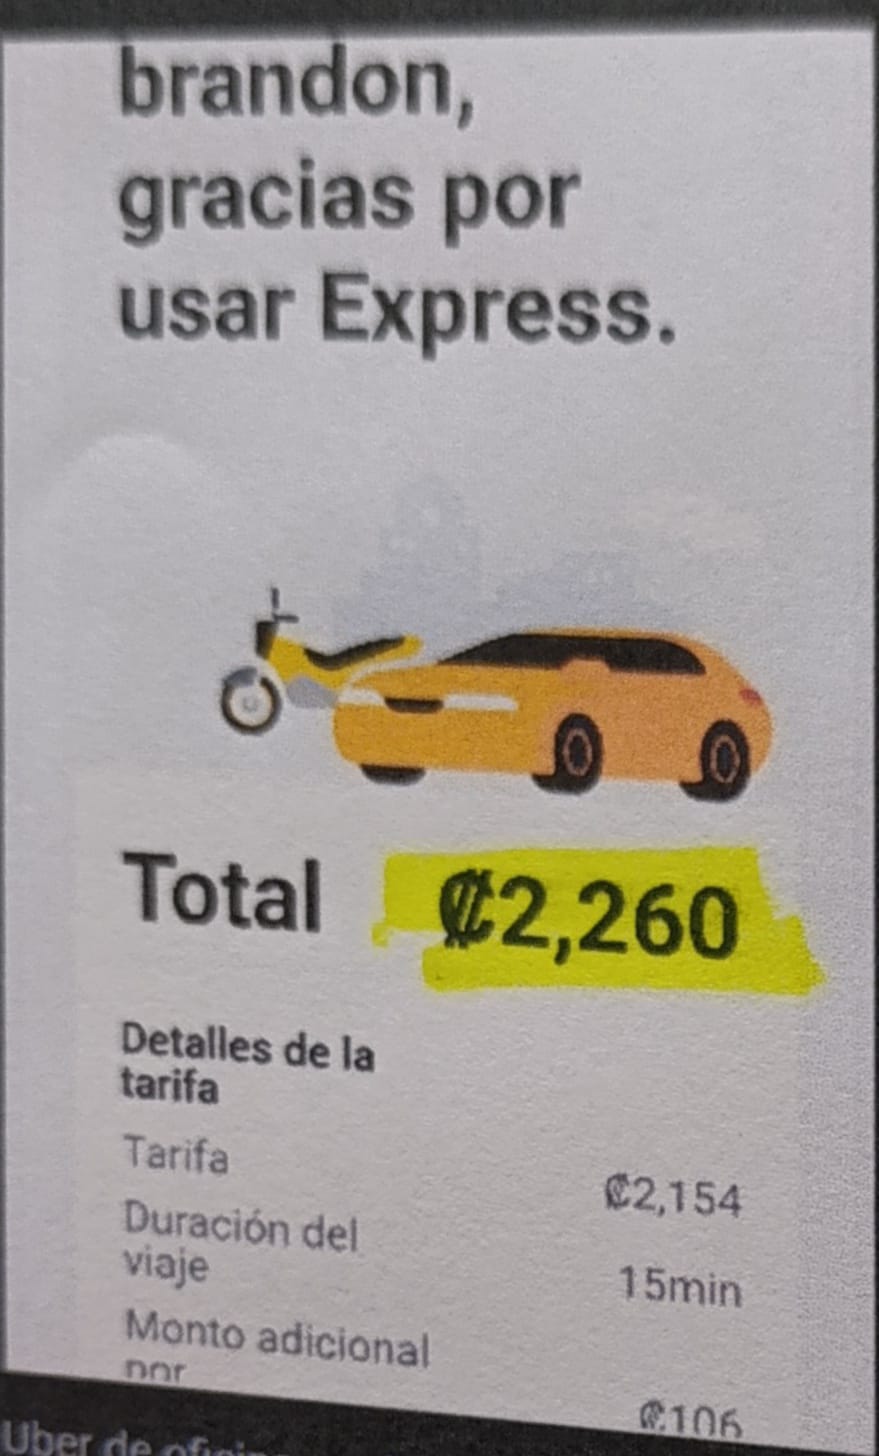 brandon,
gracias por
usar Express.
Total ₡2,260
Detalles de la
tarifa
Tarifa
₡2,154
Duración del
viaje
15min
Monto adicional
por
₡106
Uber de